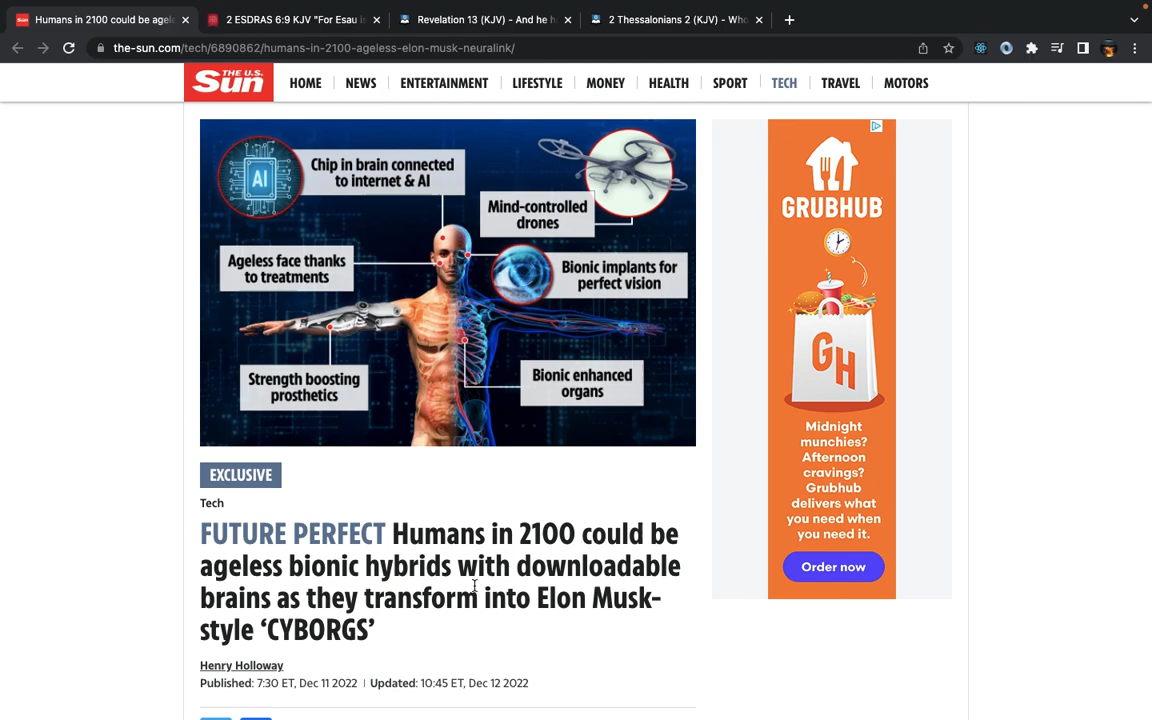 Humans in 2100 could be agele
2 ESDRAS 6:9 KJV "For Esau is
Revelation 13 (KJV) - And he h
2 Thessalonians 2 (KJV) - Who
the-sun.com/tech/6890862/humans-in-2100-ageless-elon-musk-neuralink/
THE U.S.
Sun
HOME
NEWS
ENTERTAINMENT
LIFESTYLE
MONEY
HEALTH
SPORT
TECH
TRAVEL
MOTORS
AI
Chip in brain connected
to internet & AI
Mind-controlled
drones
Ageless face thanks
to treatments
Bionic implants for
perfect vision
Strength boosting
prosthetics
Bionic enhanced
organs
EXCLUSIVE
Tech
FUTURE PERFECT Humans in 2100 could be
ageless bionic hybrids with downloadable
brains as they transform into Elon Musk-
style ‘CYBORGS’
Henry Holloway
Published: 7:30 ET, Dec 11 2022 | Updated: 10:45 ET, Dec 12 2022
GRUBHUB
GH
Midnight
munchies?
Afternoon
cravings?
Grubhub
delivers what
you need when
you need it.
Order now